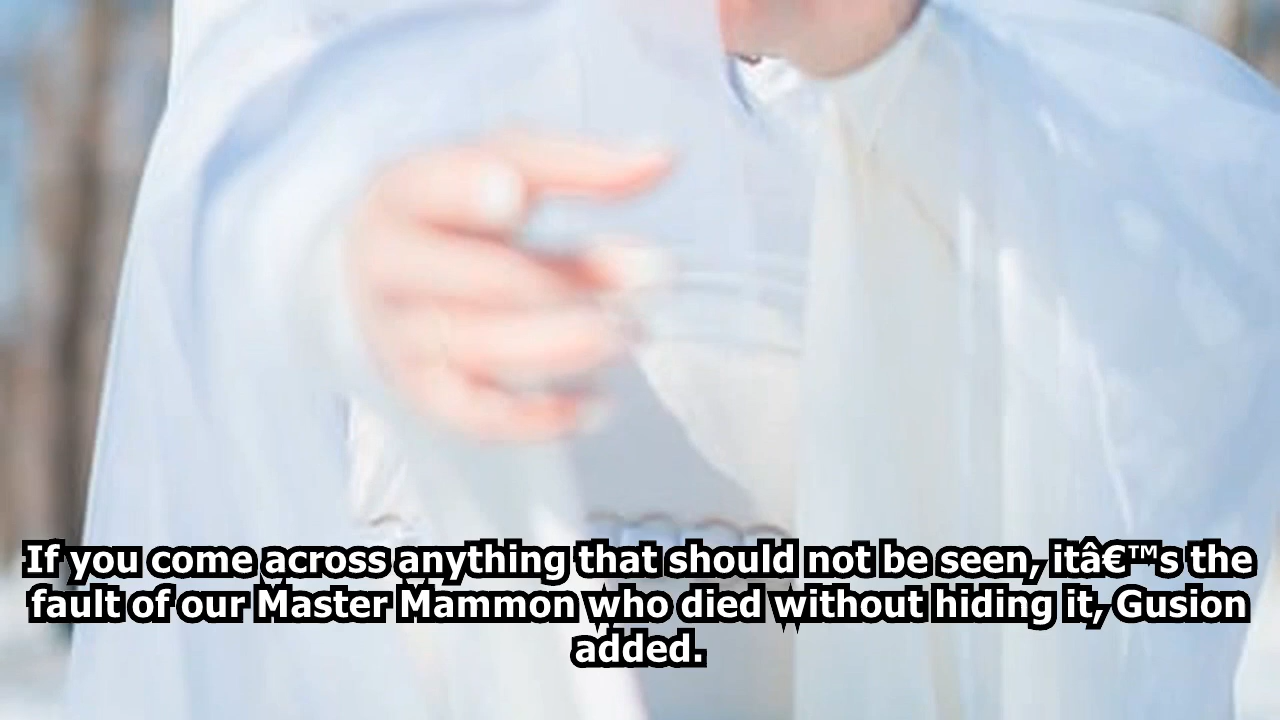 If you come across anything that should not be seen, itâ€™s the
fault of our Master Mammon who died without hiding it, Gusion
added.